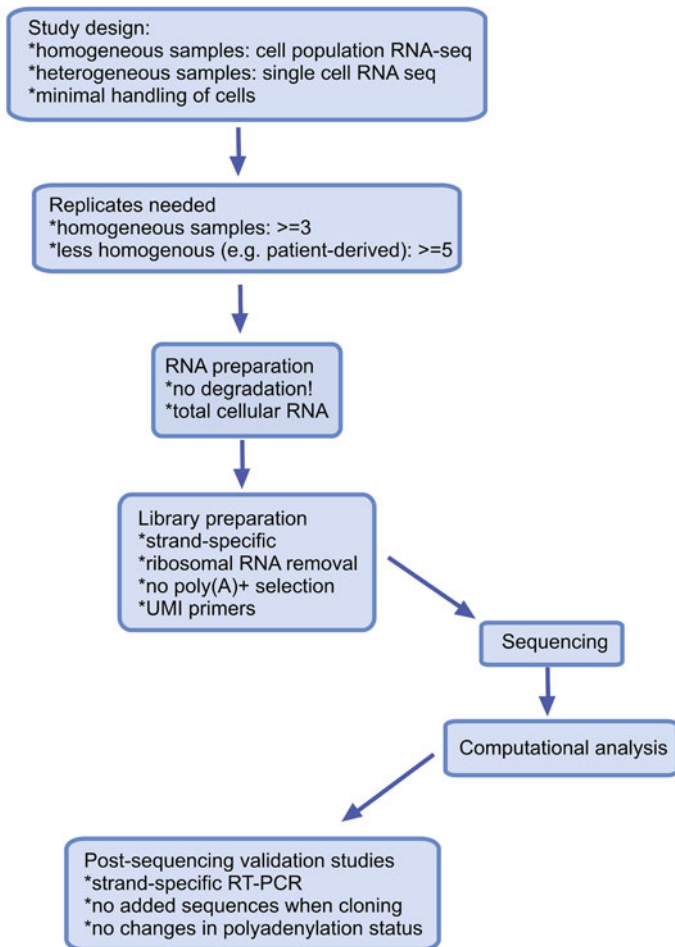 Study design:
*homogeneous samples: cell population RNA-seq
*heterogeneous samples: single cell RNA seq
*minimal handling of cells
Replicates needed
*homogeneous samples: >=3
*less homogenous (e.g. patient-derived): >=5
RNA preparation
*no degradation!
*total cellular RNA
Library preparation
*strand-specific
*ribosomal RNA removal
*no poly(A)+ selection
*UMI primers
Sequencing
Computational analysis
Post-sequencing validation studies
*strand-specific RT-PCR
*no added sequences when cloning
*no changes in polyadenylation status